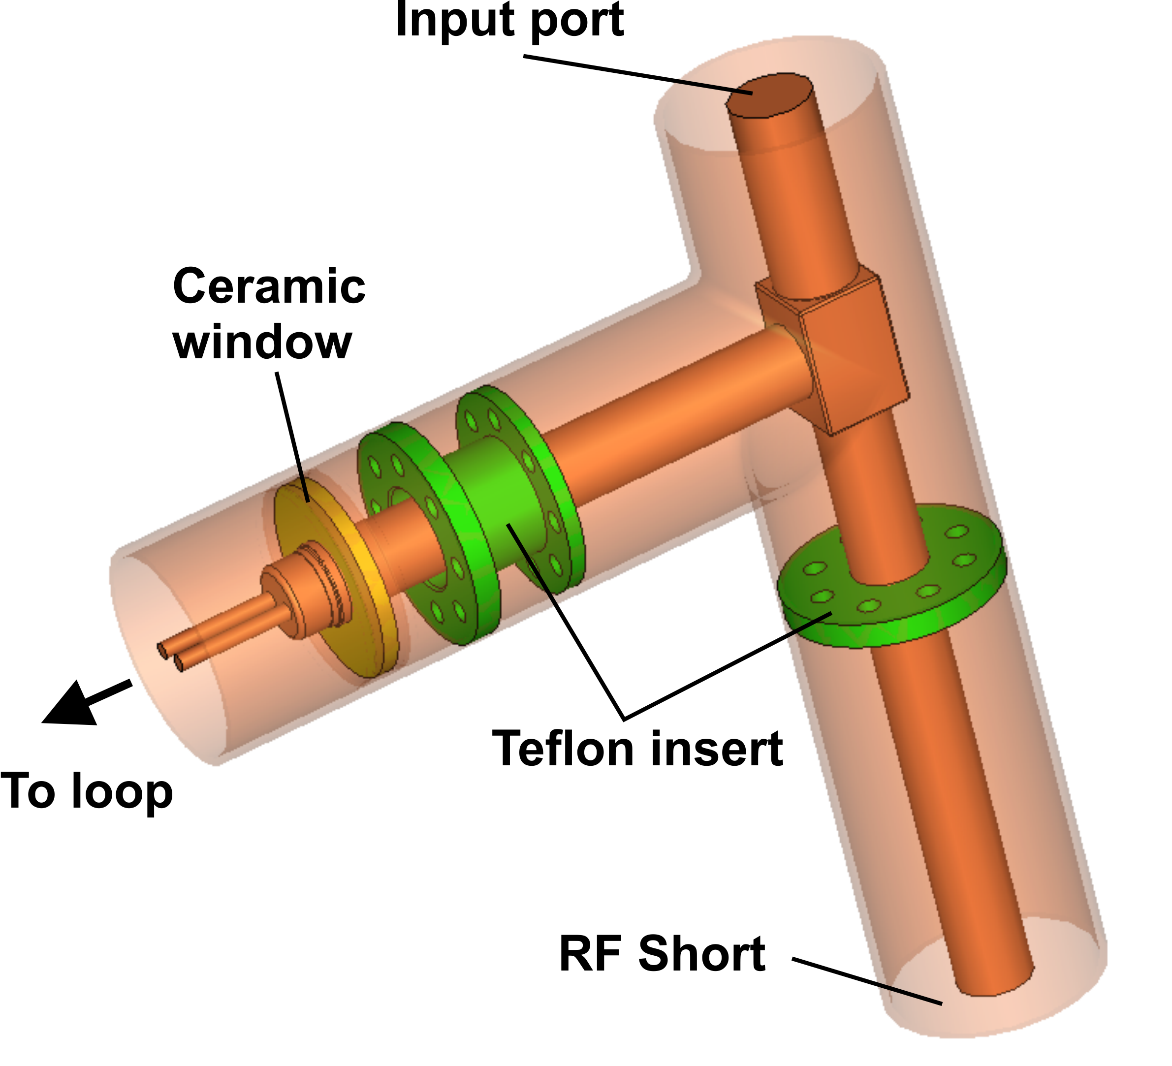 Input port
Ceramic
window
Teflon insert
To loop
RF Short